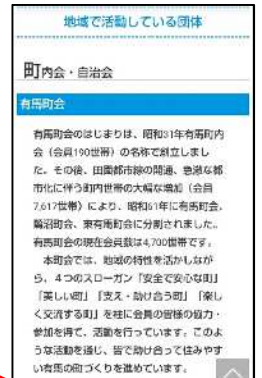 地域で活動している団体
町内会・自治会
有馬町会
有馬町会のはじまりは、昭和31年有馬町内
会（会員190世帯）の名称で創立しまし
た。その後、田園都市線の開通、急激な都
市化に伴う町内世帯の大幅な増加（会員
7,617世帯）により、昭和61年に有馬町会、
鷺沼町会、東有馬町会に分割されました。
有馬町会の現在会員数は4,700世帯です。
本町会では、地域の特性を活かしなが
ら、４つのスローガン「安全で安心な町」
「美しい町」「支え・助け合う町」「楽し
く交流する町」を柱に会員の皆様の協力・
参加を得て、活動を行っています。このよ
うな活動を通じ、皆で助け合って住みやす
い有馬の町づくりを進めています。